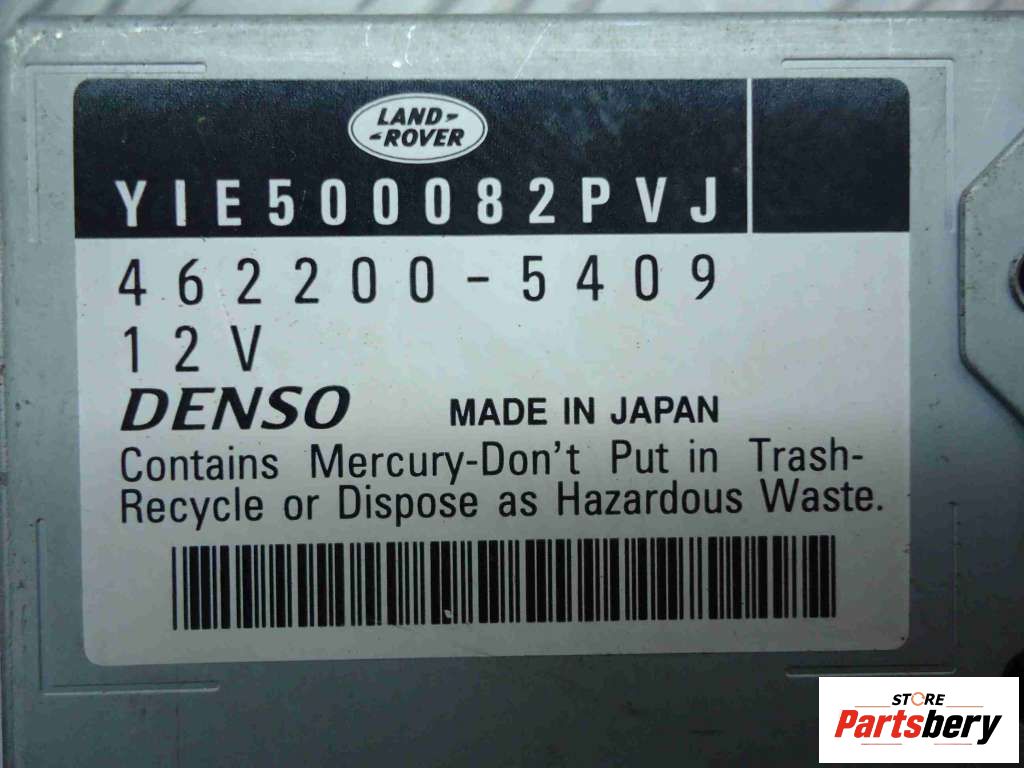 LAND-
-ROVER
YIE500082PVJ
462200-5409
12V
DENSO MADE IN JAPAN
Contains Mercury-Don't Put in Trash-
Recycle or Dispose as Hazardous Waste.
STORE
Partsbery